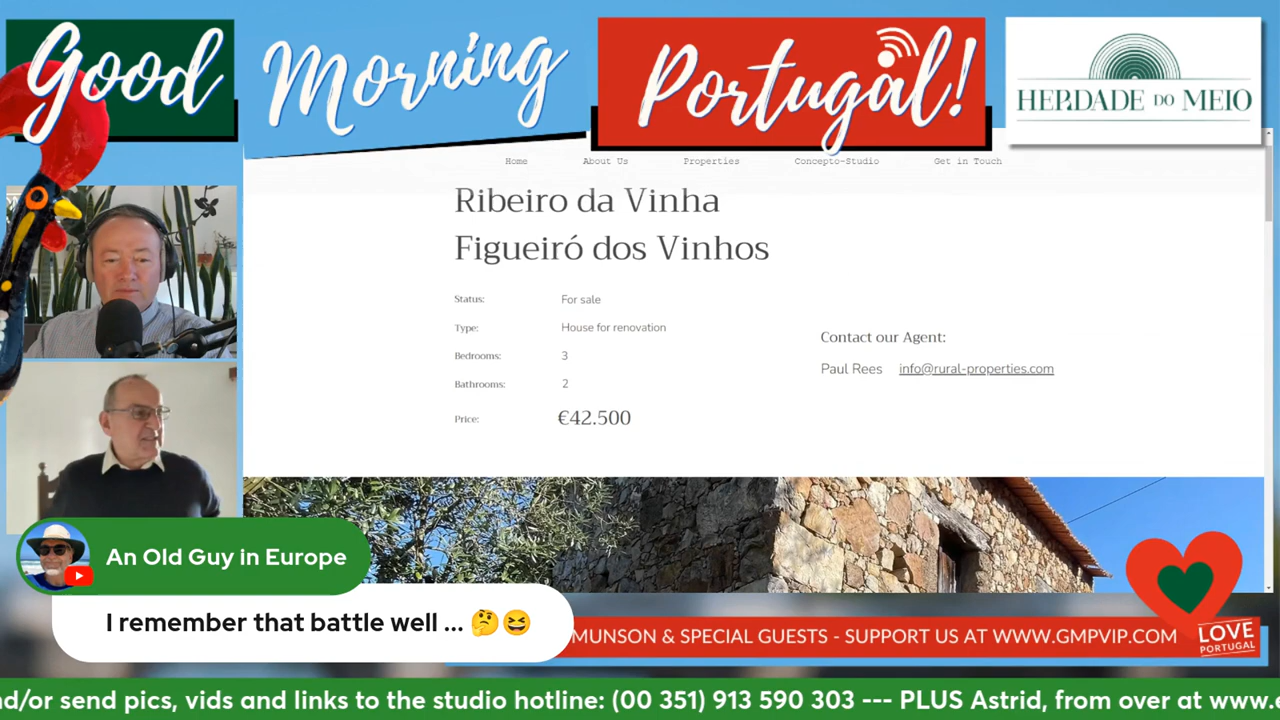 Good
Morning
Portugal!
HERDADE DO MEIO
Home
About Us
Properties
Concepto-Studio
Get in Touch
Ribeiro da Vinha
Figueiró dos Vinhos
Status:
For sale
Type:
House for renovation
Bedrooms:
3
Bathrooms:
2
Price:
€42.500
Contact our Agent:
Paul Rees info@rural-properties.com
An Old Guy in Europe
I remember that battle well ... 🤔😆
MUNSON & SPECIAL GUESTS - SUPPORT US AT WWW.GMPVIP.COM
LOVE
PORTUGAL
nd/or send pics, vids and links to the studio hotline: (00 351) 913 590 303 --- PLUS Astrid, from over at www.